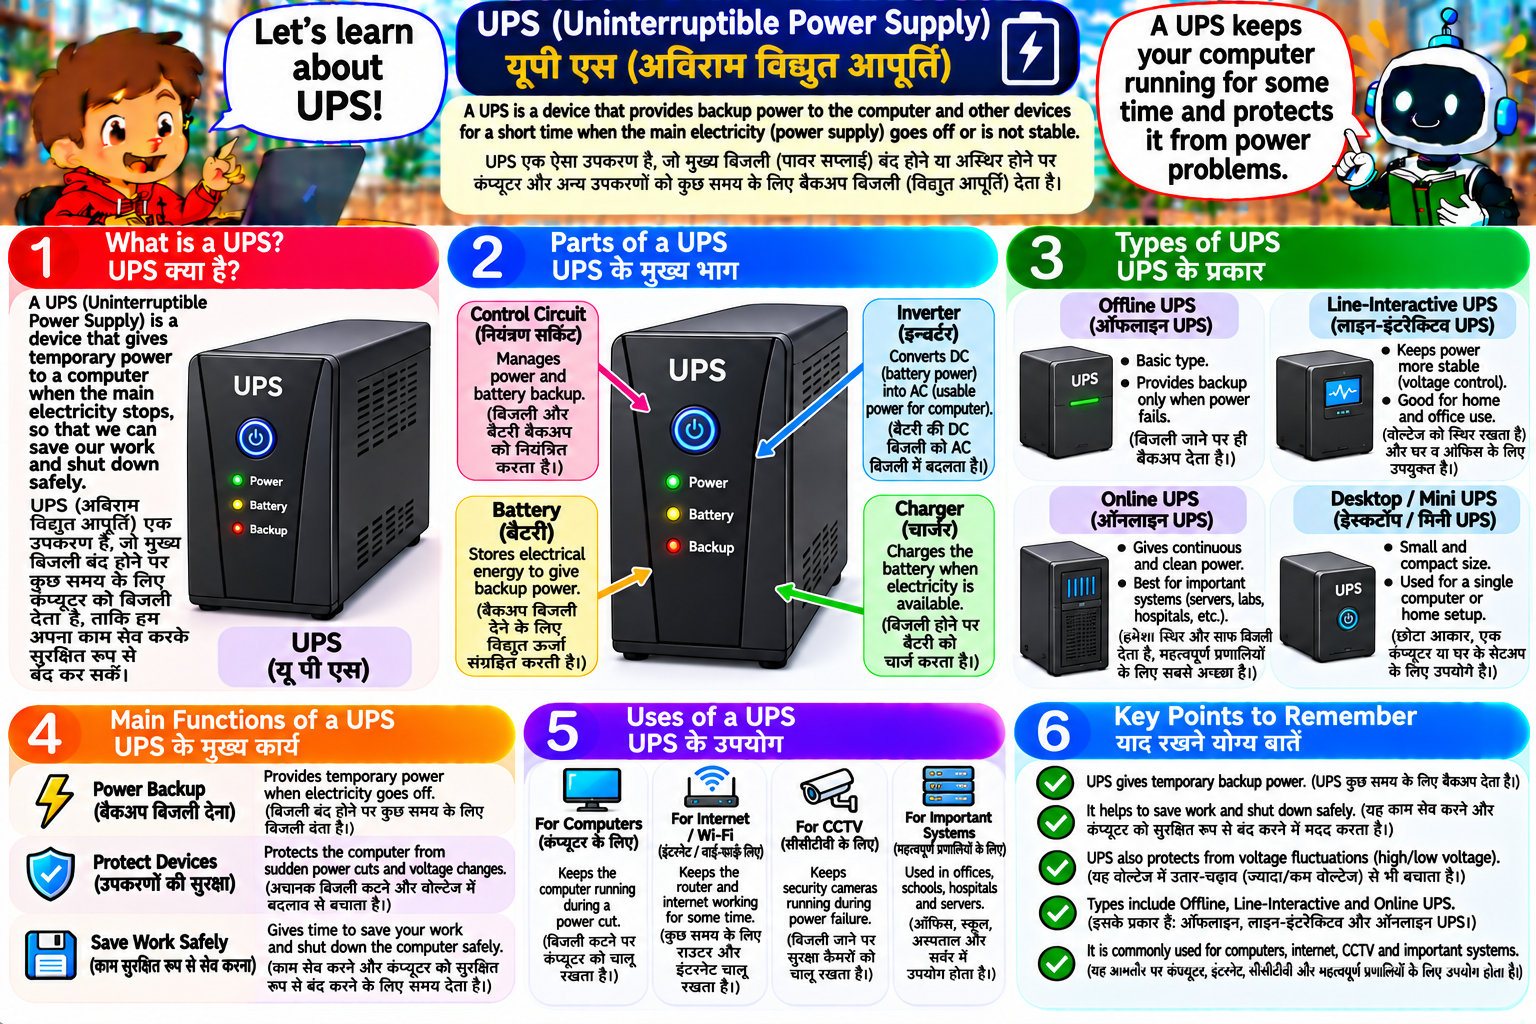 Let's learn
about
UPS!
UPS (Uninterruptible Power Supply)
यूपी एस (अविराम विद्युत आपूर्ति)
A UPS is a device that provides backup power to the computer and other devices
for a short time when the main electricity (power supply) goes off or is not stable.
UPS एक ऐसा उपकरण है, जो मुख्य बिजली (पावर सप्लाई) बंद होने या अस्थिर होने पर
कंप्यूटर और अन्य उपकरणों को कुछ समय के लिए बैकअप बिजली (विद्युत आपूर्ति) देता है।
A UPS keeps
your computer
running for some
time and protects
it from power
problems.
1
What is a UPS?
UPS क्या है?
A UPS (Uninterruptible
Power Supply) is a
device that gives
temporary power
to a computer
when the main
electricity stops,
so that we can
save our work
and shut down
safely.
UPS (अबिराम
विद्युत आपूर्ति) एक
उपकरण है, जो मुख्य
बिजली बंद होने पर
कुछ समय के लिए
कंप्यूटर को बिजली
देता है, ताकि हम
अपना काम सेव करके
सुरक्षित रूप से
बंद कर सकें।
UPS
Power
Battery
Backup
UPS
(यू पी एस)
2
Parts of a UPS
UPS के मुख्य भाग
Control Circuit
(नियंत्रण सर्किट)
Manages
power and
battery backup.
(बिजली और
बैटरी बैकअप
को नियंत्रित
करता है।)
Battery
(बैटरी)
Stores electrical
energy to give
backup power.
(बैकअप बिजली
देने के लिए
विद्युत ऊर्जा
संग्रहित करती है।)
UPS
Power
Battery
Backup
Inverter
(इन्वर्टर)
Converts DC
(battery power)
into AC (usable
power for computer).
(बैटरी की DC
बिजली को AC
बिजली में बदलता है।)
Charger
(चार्जर)
Charges the
battery when
electricity is
available.
(बिजली होने पर
बैटरी को
चार्ज करता है।)
3
Types of UPS
UPS के प्रकार
Offline UPS
(ऑफलाइन UPS)
UPS
• Basic type.
• Provides backup
only when power
fails.
(बिजली जाने पर ही
बैकअप देता है।)
Line-Interactive UPS
(लाइन-इंटरेक्टिव UPS)
• Keeps power
more stable
(voltage control).
• Good for home
and office use.
(वोल्टेज को स्थिर रखता है)
और घर व ऑफिस के लिए
उपयुक्त है।)
Online UPS
(ऑनलाइन UPS)
• Gives continuous
and clean power.
• Best for important
systems (servers, labs,
hospitals, etc.).
(हमेशा स्थिर और साफ बिजली
देता है, महत्वपूर्ण प्रणालियों
के लिए सबसे अच्छा है।)
Desktop / Mini UPS
(डेस्कटॉप / मिनी UPS)
UPS
• Small and
compact size.
• Used for a single
computer or
home setup.
(छोटा आकार, एक
कंप्यूटर या घर के सेटअप
के लिए उपयोगे है।)
4
Main Functions of a UPS
UPS के मुख्य कार्य
Power Backup
(बैकअप बिजली देना)
Provides temporary power
when electricity goes off.
(बिजली बंद होने पर कुछ समय के लिए
बिजली देता है।)
Protect Devices
(उपकरणों की सुरक्षा)
Protects the computer from
sudden power cuts and voltage changes.
(अचानक बिजली कटने और वोल्टेज में
बदलाव से बचाता है।)
Save Work Safely
(काम सुरक्षित रूप से सेव करना)
Gives time to save your work
and shut down the computer safely.
(काम सेव करने और कंप्यूटर को सुरक्षित
रूप से बंद करने के लिए समय देता है।)
5
Uses of a UPS
UPS के उपयोग
For Computers
(कंप्यूटर के लिए)
Keeps the
computer running
during a
power cut.
(बिजली कटने पर
कंप्यूटर को चालू
रखता है।)
For Internet
/ Wi-Fi
(इंटरनेट / वाई-फाई लिए)
Keeps the
router and
internet working
for some time.
(कुछ समय के लिए
राउटर और
इंटरनेट चालू
रखता है।)
For CCTV
(सीसीटीवी के लिए)
Keeps
security cameras
running during
power failure.
(बिजली जाने पर
सुरक्षा कैमरों को
चालू रखता है।)
For Important
Systems
(महत्वपूर्ण प्रणालियों के लिए)
Used in offices,
schools, hospitals
and servers.
(ऑफिस, स्कूल,
अस्पताल और
सर्वर में
उपयोग होता है।)
6
Key Points to Remember
याद रखने योग्य बातें
UPS gives temporary backup power. (UPS कुछ समय के लिए बैकअप देता है।)
It helps to save work and shut down safely. (यह काम सेव करने और
कंप्यूटर को सुरक्षित रूप से बंद करने में मदद करता है।)
UPS also protects from voltage fluctuations (high/low voltage).
(यह वोल्टेज में उतार-चढ़ाव (ज्यादा/कम वोल्टेज) से भी बचाता है।)
Types include Offline, Line-Interactive and Online UPS.
(इसके प्रकार हैं: ऑफलाइन, लाइन-इंटरेक्टिव और ऑनलाइन UPS।)
It is commonly used for computers, internet, CCTV and important systems.
(यह आमतौर पर कंप्यूटर, इंटरनेट, सीसीटीवी और महत्वपूर्ण प्रणालियों के लिए उपयोग होता है।)